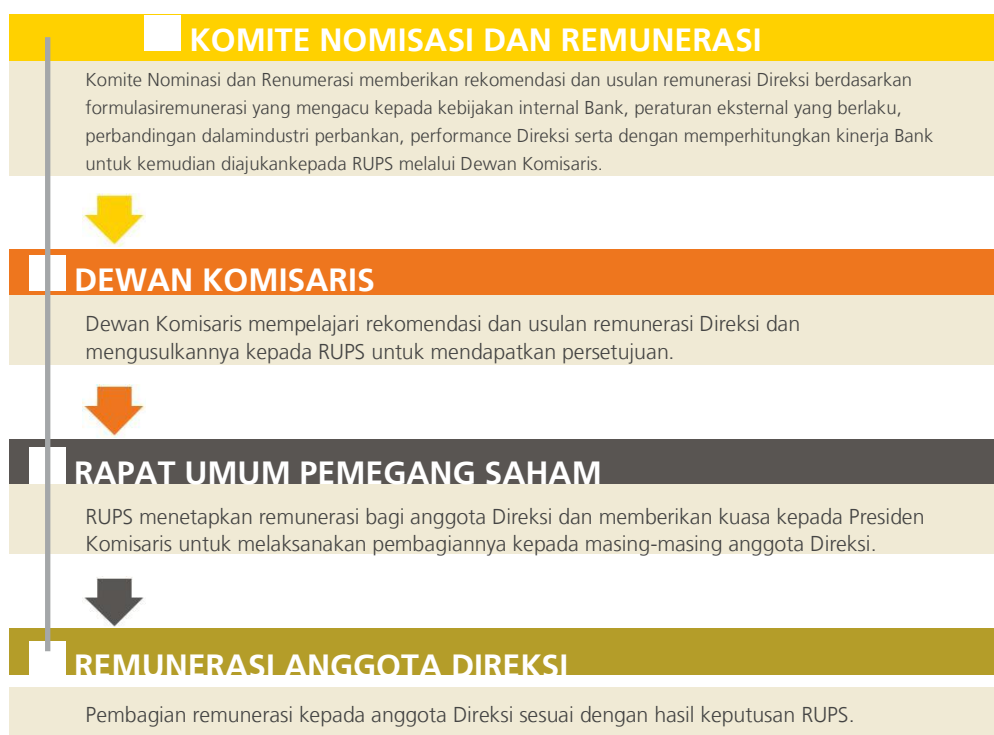 KOMITE NOMISASI DAN REMUNERASI
Komite Nominasi dan Renumerasi memberikan rekomendasi dan usulan remunerasi Direksi berdasarkan
formulasiremunerasi yang mengacu kepada kebijakan internal Bank, peraturan eksternal yang berlaku,
perbandingan dalamindustri perbankan, performance Direksi serta dengan memperhitungkan kinerja Bank
untuk kemudian diajukankepada RUPS melalui Dewan Komisaris.
DEWAN KOMISARIS
Dewan Komisaris mempelajari rekomendasi dan usulan remunerasi Direksi dan
mengusulkannya kepada RUPS untuk mendapatkan persetujuan.
RAPAT UMUM PEMEGANG SAHAM
RUPS menetapkan remunerasi bagi anggota Direksi dan memberikan kuasa kepada Presiden
Komisaris untuk melaksanakan pembagiannya kepada masing-masing anggota Direksi.
REMUNERASI ANGGOTA DIREKSI
Pembagian remunerasi kepada anggota Direksi sesuai dengan hasil keputusan RUPS.